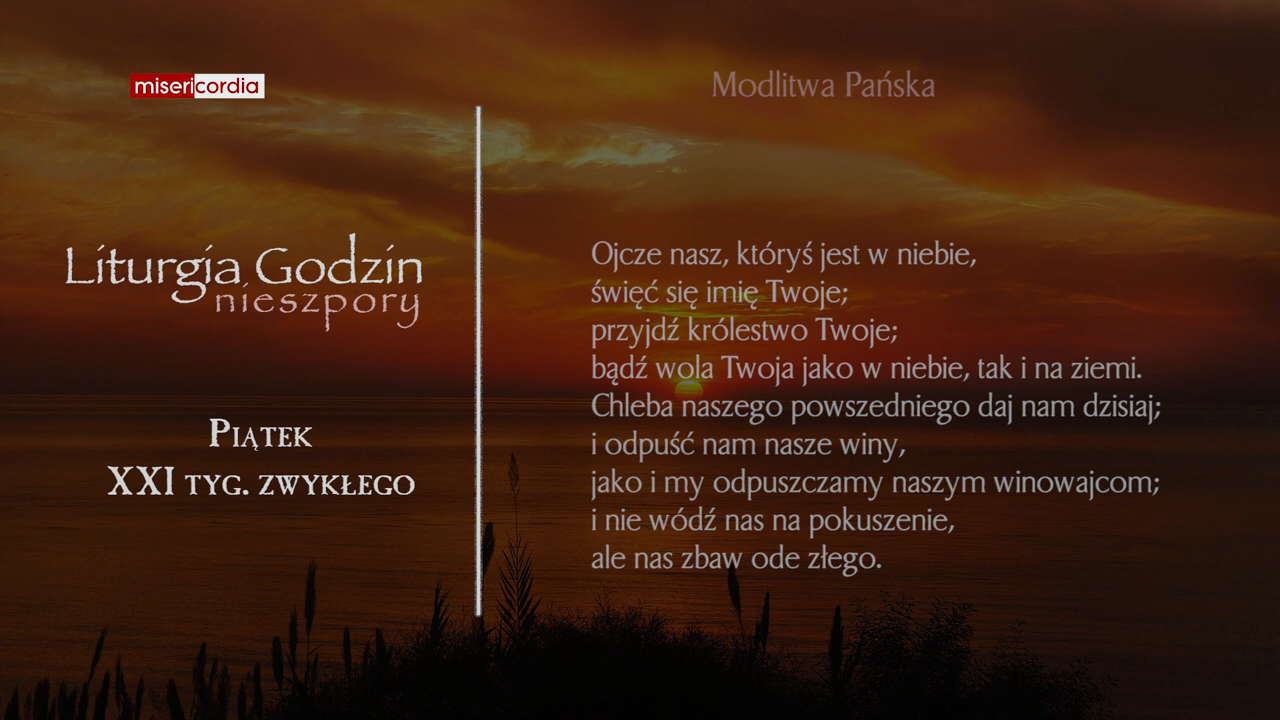 misericordia
Liturgia Godzin
nieszpory
Piątek
XXI tyg. zwykłego
Modlitwa Pańska
Ojcze nasz, któryś jest w niebie,
święć się imię Twoje;
przyjdź królestwo Twoje;
bądź wola Twoja jako w niebie, tak i na ziemi.
Chleba naszego powszedniego daj nam dzisiaj;
i odpuść nam nasze winy,
jako i my odpuszczamy naszym winowajcom;
i nie wódź nas na pokuszenie,
ale nas zbaw ode złego.